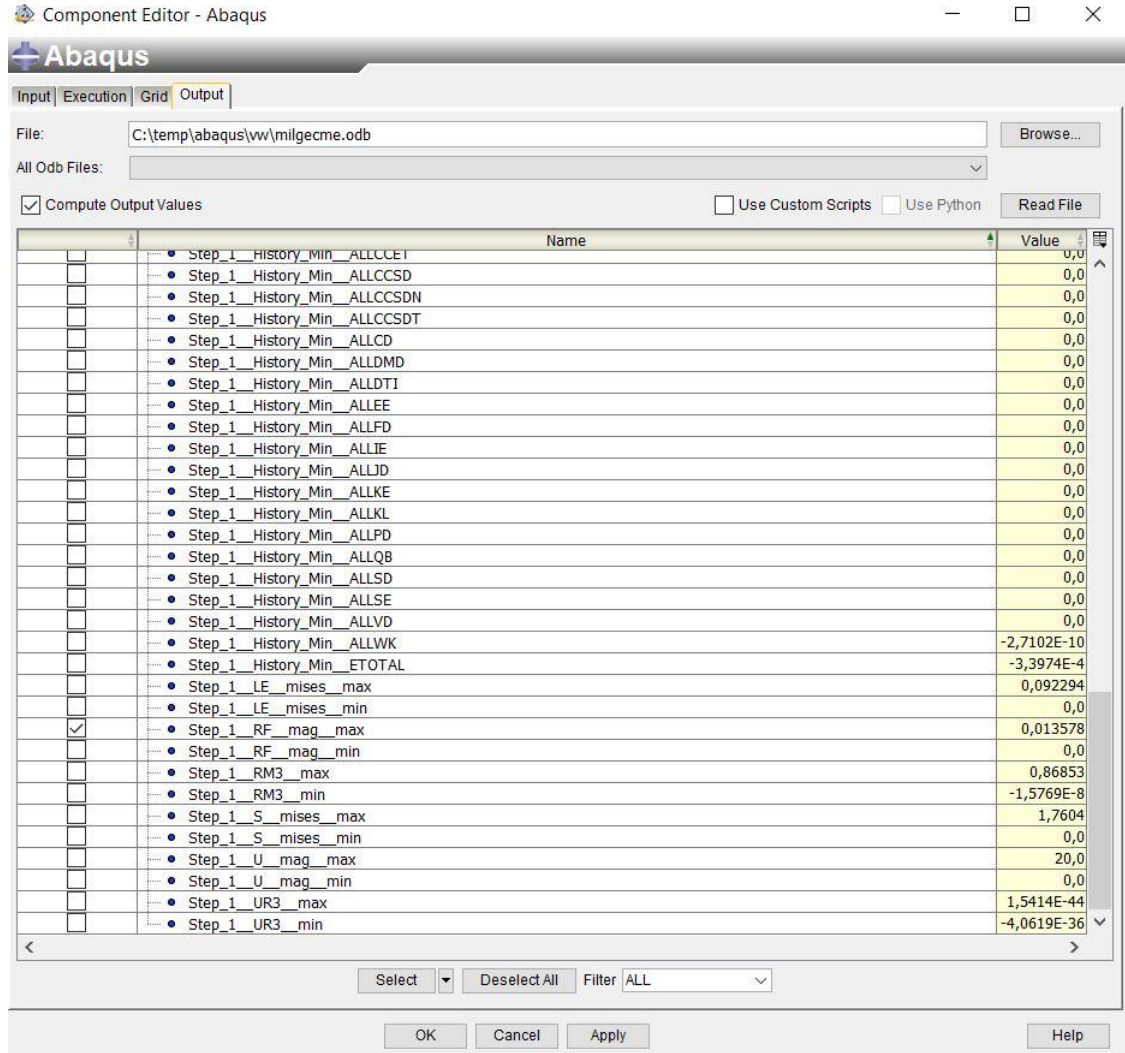 Component Editor - Abaqus
Abaqus
Input Execution Grid Output
File: C:\temp\abaqus\vw\milgecme.odb Browse...
All Odb Files:
Compute Output Values Use Custom Scripts Use Python Read File
Name Value
Step_1__History_Min__ALLCCET 0,0
Step_1__History_Min__ALLCCSD 0,0
Step_1__History_Min__ALLCCSDN 0,0
Step_1__History_Min__ALLCCSDT 0,0
Step_1__History_Min__ALLCD 0,0
Step_1__History_Min__ALLDMD 0,0
Step_1__History_Min__ALLDTI 0,0
Step_1__History_Min__ALLEE 0,0
Step_1__History_Min__ALLFD 0,0
Step_1__History_Min__ALLIE 0,0
Step_1__History_Min__ALLJD 0,0
Step_1__History_Min__ALLKE 0,0
Step_1__History_Min__ALLKL 0,0
Step_1__History_Min__ALLPD 0,0
Step_1__History_Min__ALLQB 0,0
Step_1__History_Min__ALLSD 0,0
Step_1__History_Min__ALLSE 0,0
Step_1__History_Min__ALLVD 0,0
Step_1__History_Min__ALLWK -2,7102E-10
Step_1__History_Min__ETOTAL -3,3974E-4
Step_1__LE__mises__max 0,092294
Step_1__LE__mises__min 0,0
Step_1__RF__mag__max 0,013578
Step_1__RF__mag__min 0,0
Step_1__RM3__max 0,86853
Step_1__RM3__min -1,5769E-8
Step_1__S__mises__max 1,7604
Step_1__S__mises__min 0,0
Step_1__U__mag__max 20,0
Step_1__U__mag__min 0,0
Step_1__UR3__max 1,5414E-44
Step_1__UR3__min -4,0619E-36
Select Deselect All Filter ALL
OK Cancel Apply Help